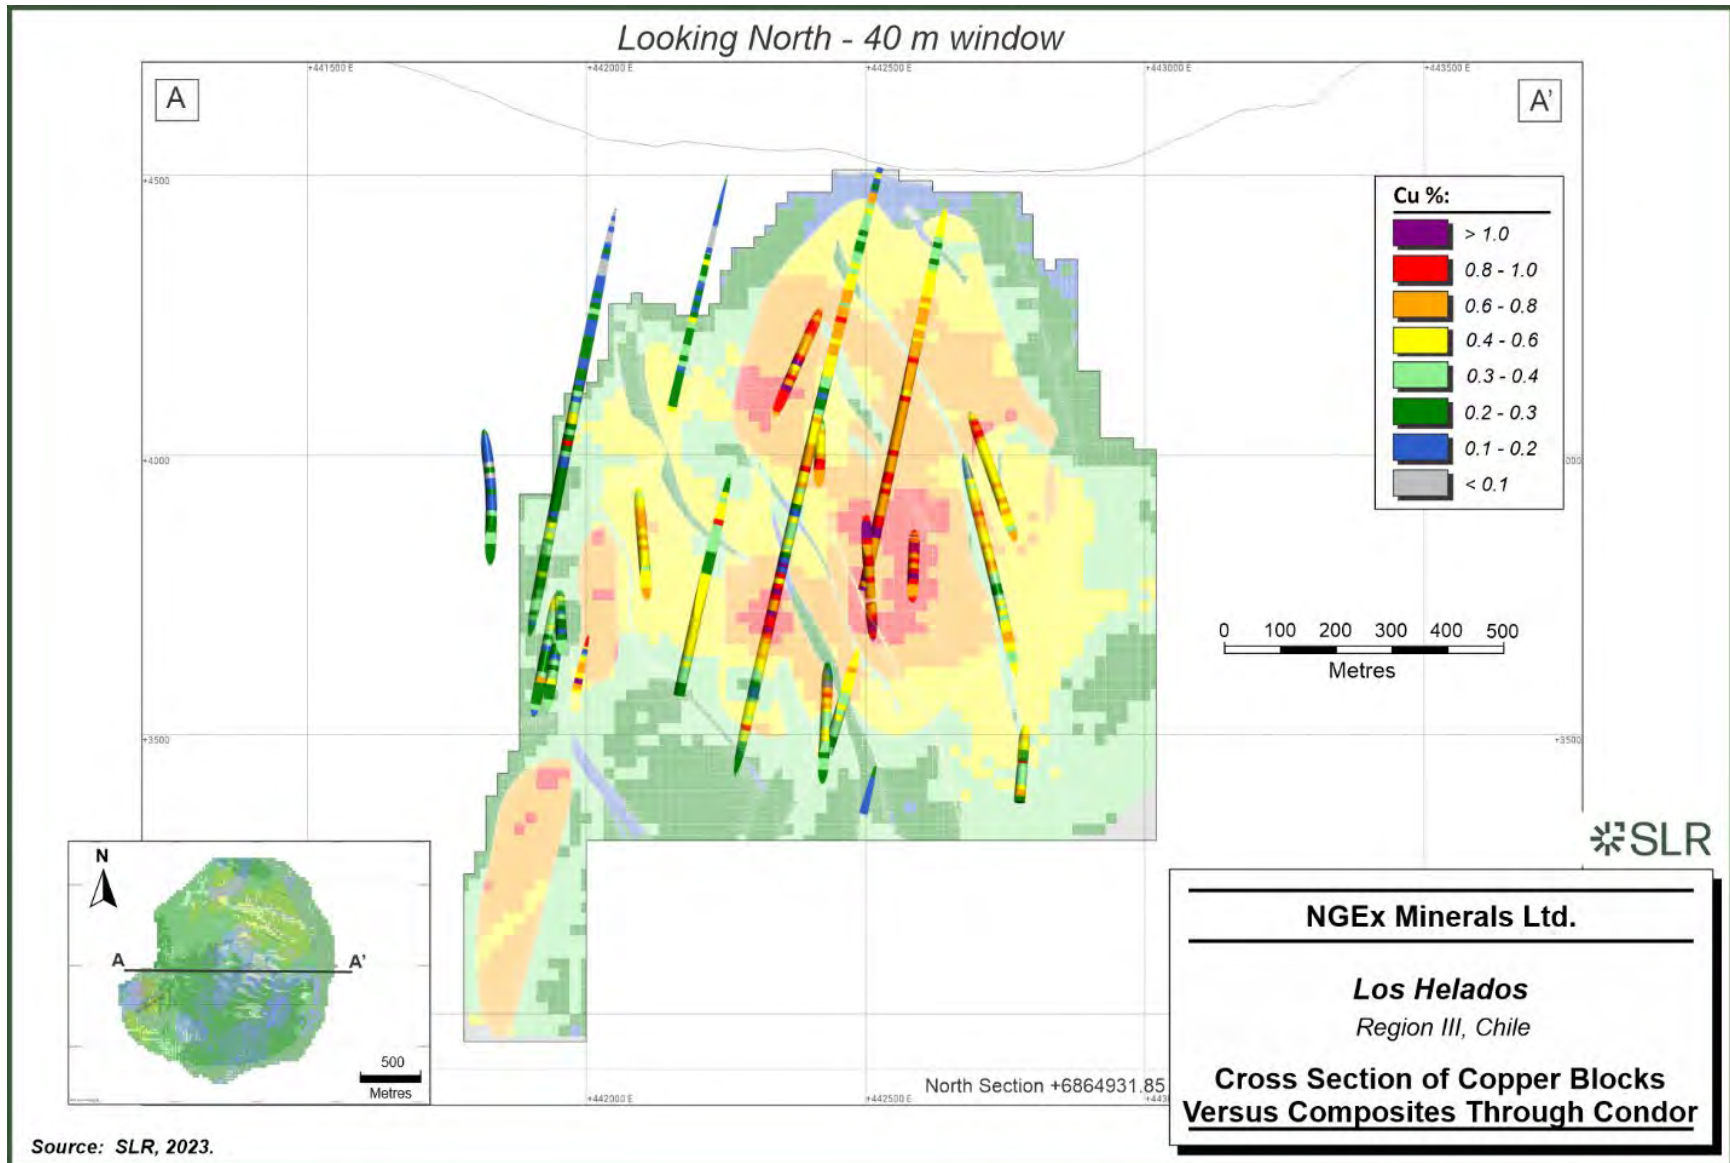 Looking North - 40 m window
+441500 E
+442000 E
+442500 E
+443000 E
+443500 E
A
A'
+4500
Cu %:
> 1.0
0.8 - 1.0
0.6 - 0.8
0.4 - 0.6
0.3 - 0.4
0.2 - 0.3
0.1 - 0.2
< 0.1
+4000
000
0 100 200 300 400 500
Metres
+3500
+3500
SLR
N
A
A'
500
Metres
North Section +6864931.85
+442000 E
+442500 E
NGEx Minerals Ltd.
Los Helados
Region III, Chile
Cross Section of Copper Blocks
Versus Composites Through Condor
Source: SLR, 2023.